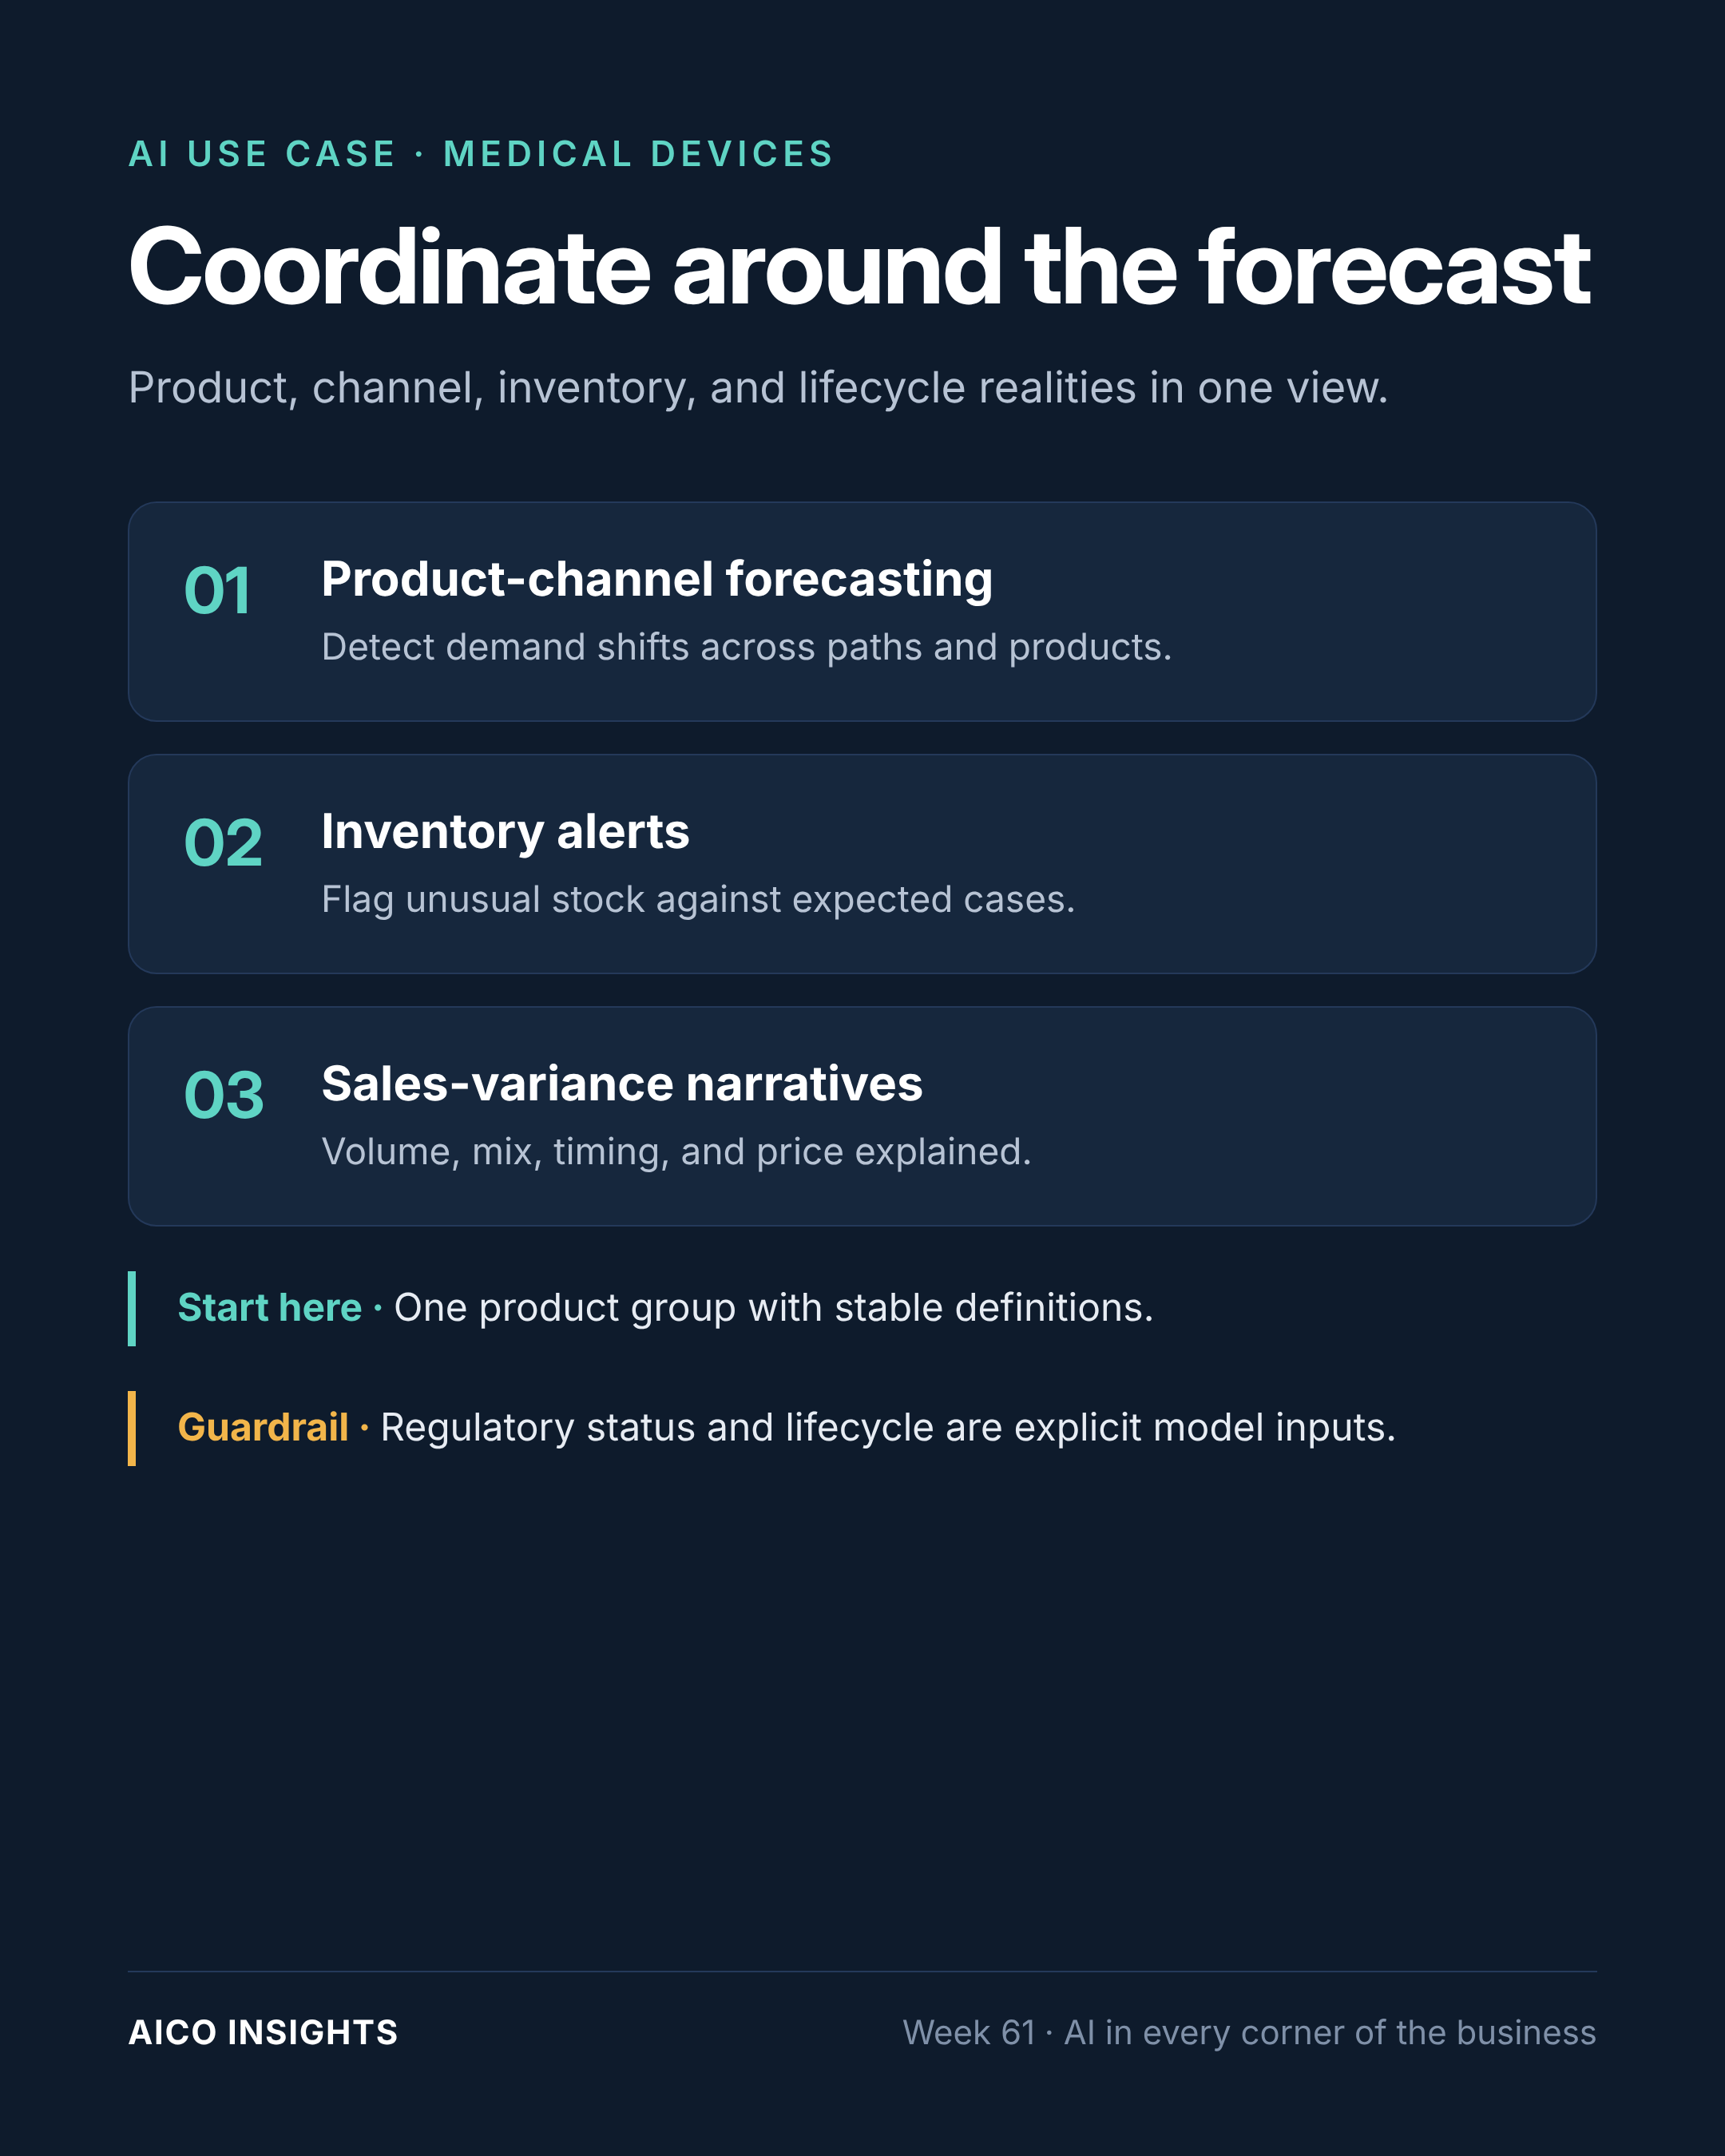 AI USE CASE · MEDICAL DEVICES
Coordinate around the forecast
Product, channel, inventory, and lifecycle realities in one view.
01
Product-channel forecasting
Detect demand shifts across paths and products.
02
Inventory alerts
Flag unusual stock against expected cases.
03
Sales-variance narratives
Volume, mix, timing, and price explained.
Start here · One product group with stable definitions.
Guardrail · Regulatory status and lifecycle are explicit model inputs.
AICO INSIGHTS
Week 61 · AI in every corner of the business